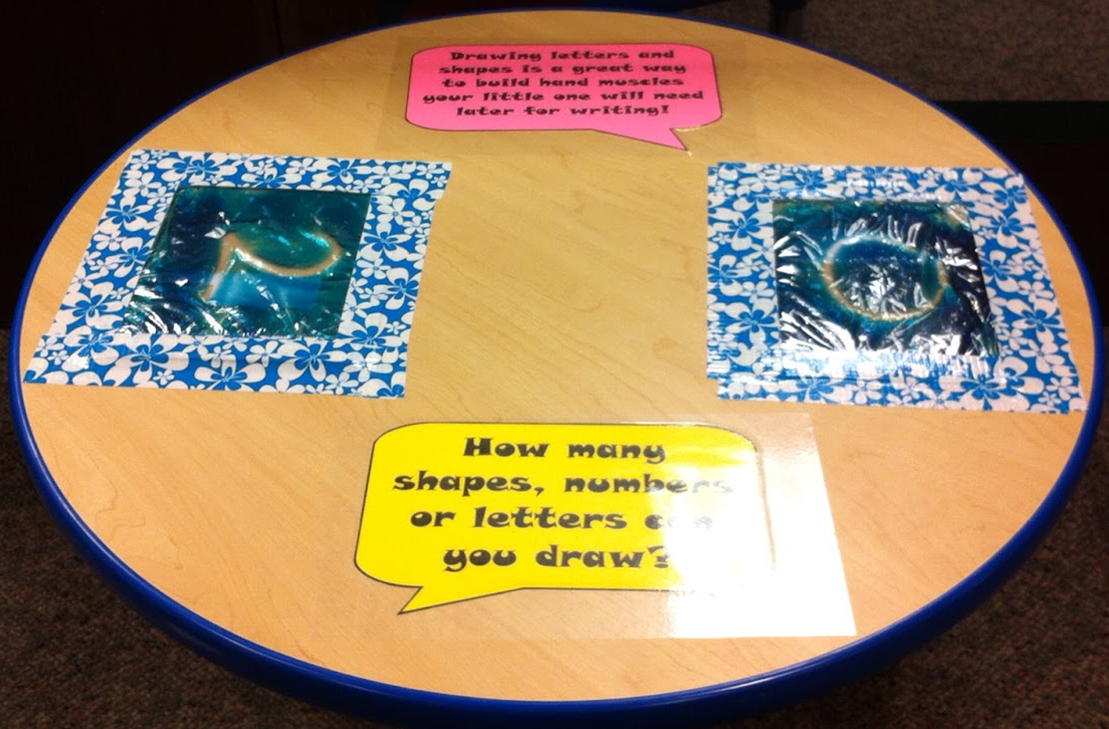 Drawing letters and
shapes is a great way
to build hand muscles
your little one will need
later for writing!
How many
shapes, numbers
or letters can
you draw?